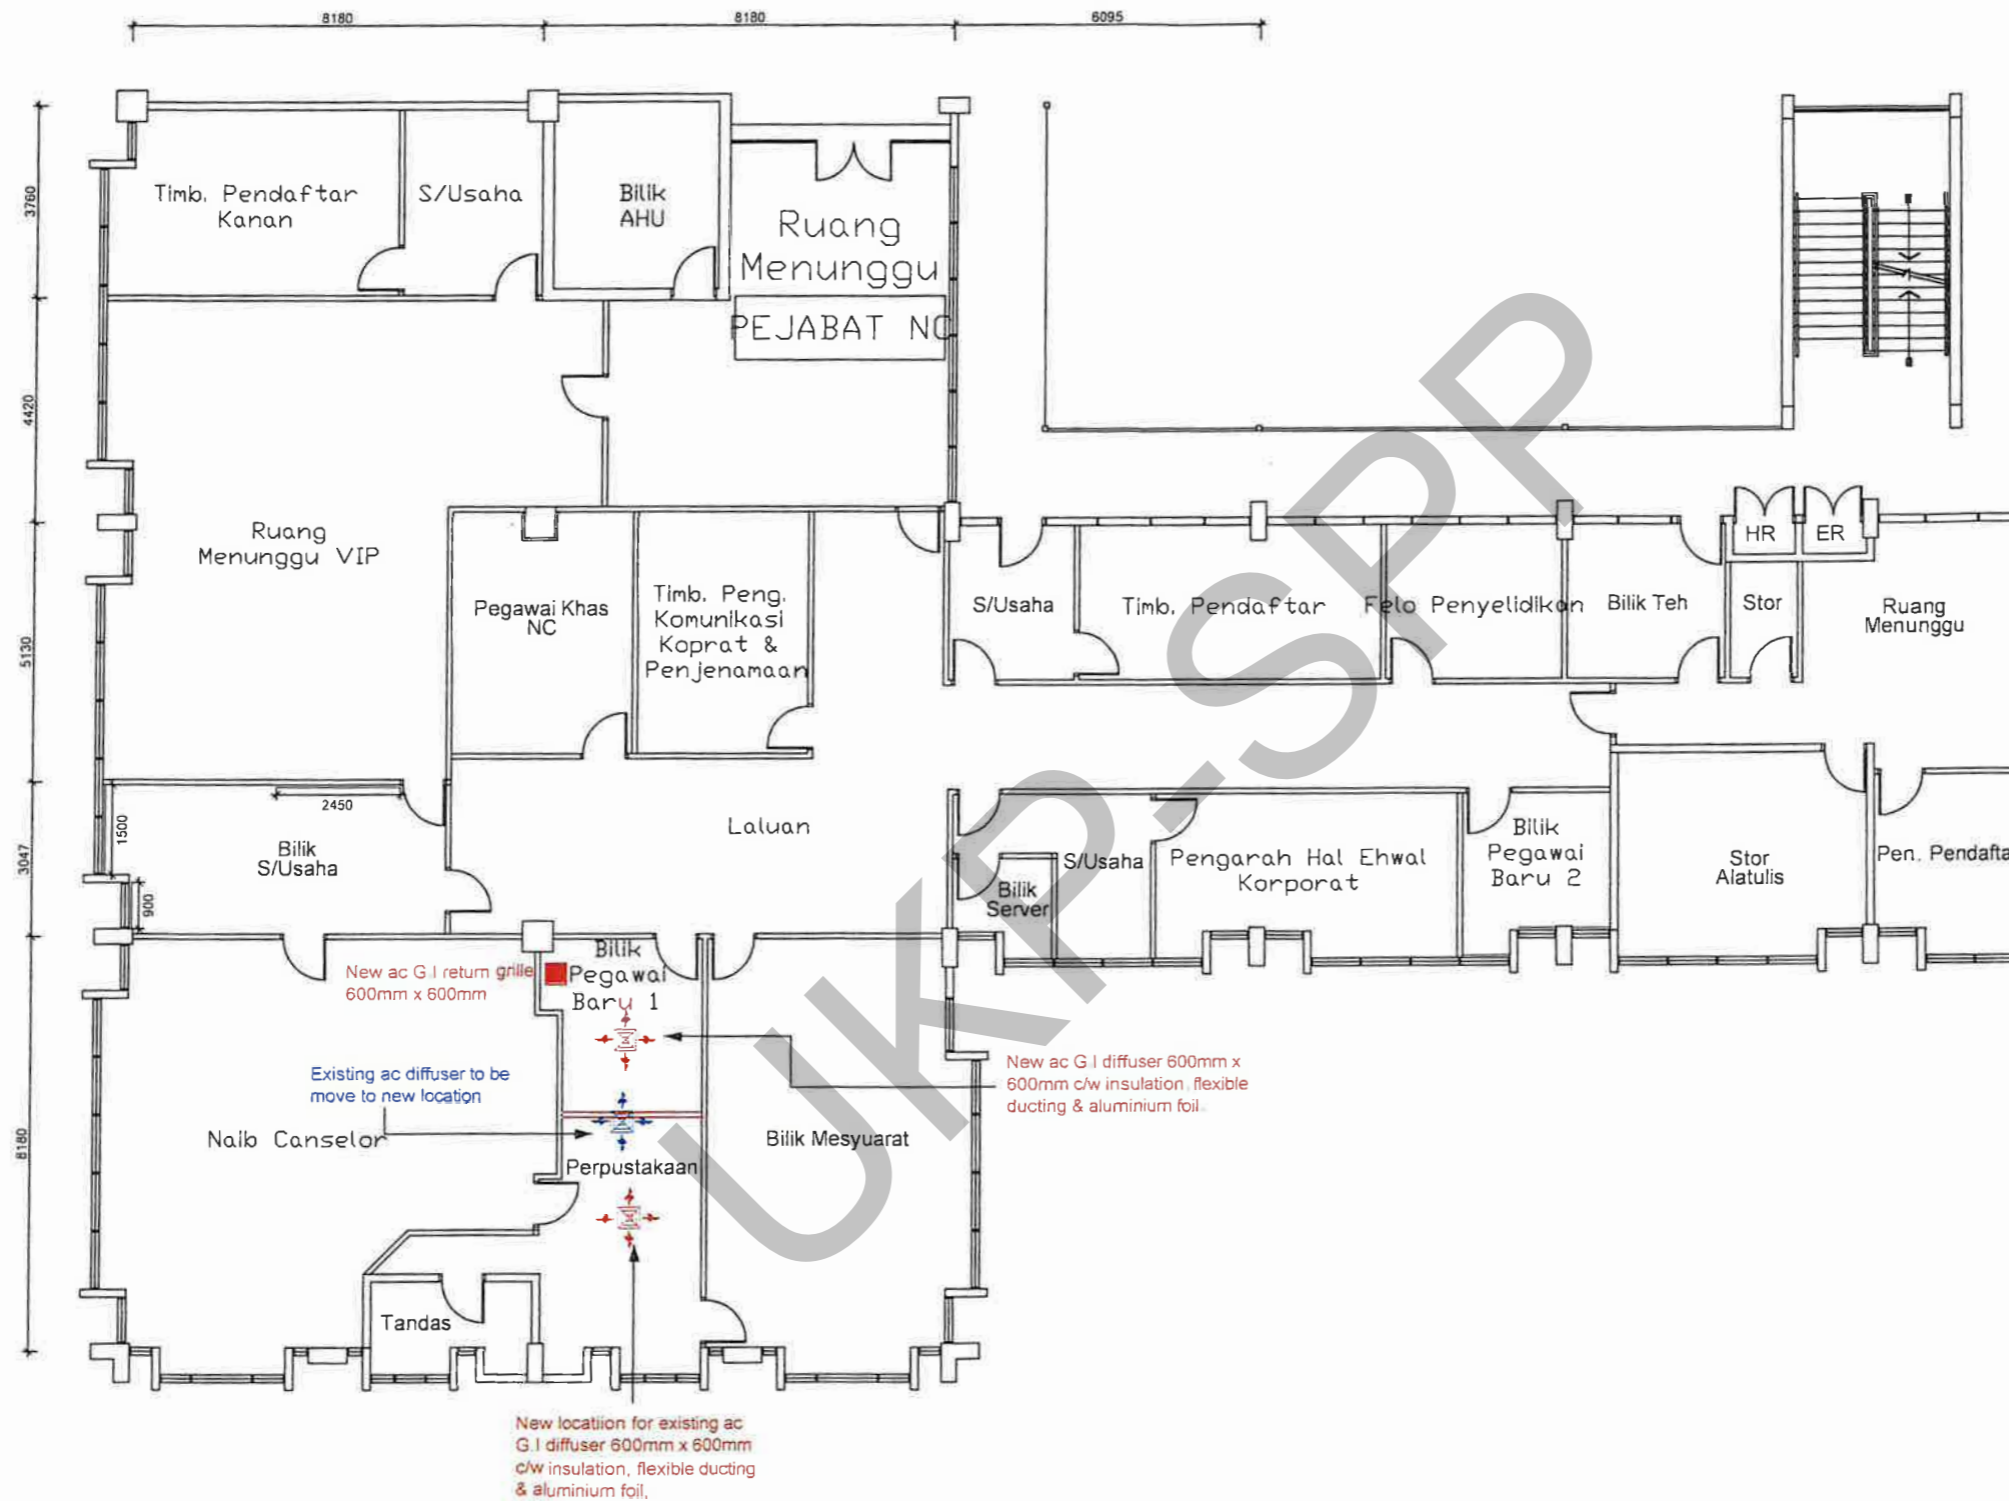 8180
8180
6095
3760
4420
5130
3047
8180
Timb. Pendaftar
Kanan
S/Usaha
Bilik
AHU
Ruang
Menunggu
PEJABAT NC
Ruang
Menunggu VIP
Pegawai Khas
NC
Timb. Peng.
Komunikasi
Koprat &
Penjenamaan
S/Usaha
Timb. Pendaftar
Felo Penyelidikan
Bilik Teh
HR
ER
Stor
Ruang
Menunggu
2450
1500
900
Bilik
S/Usaha
Laluan
Bilik
Server
S/Usaha
Pengarah Hal Ehwal
Korporat
Bilik
Pegawai
Baru 2
Stor
Alatulis
Pen. Pendafta
New ac G.I return grille
600mm x 600mm
Bilik
Pegawai
Baru 1
Existing ac diffuser to be
move to new location
Naib Canselor
Perpustakaan
Bilik Mesyuarat
New ac G.I diffuser 600mm x
600mm c/w insulation, flexible
ducting & aluminium foil.
Tandas
New locatiion for existing ac
G.I diffuser 600mm x 600mm
c/w insulation, flexible ducting
& aluminium foil,
UKP-SPP